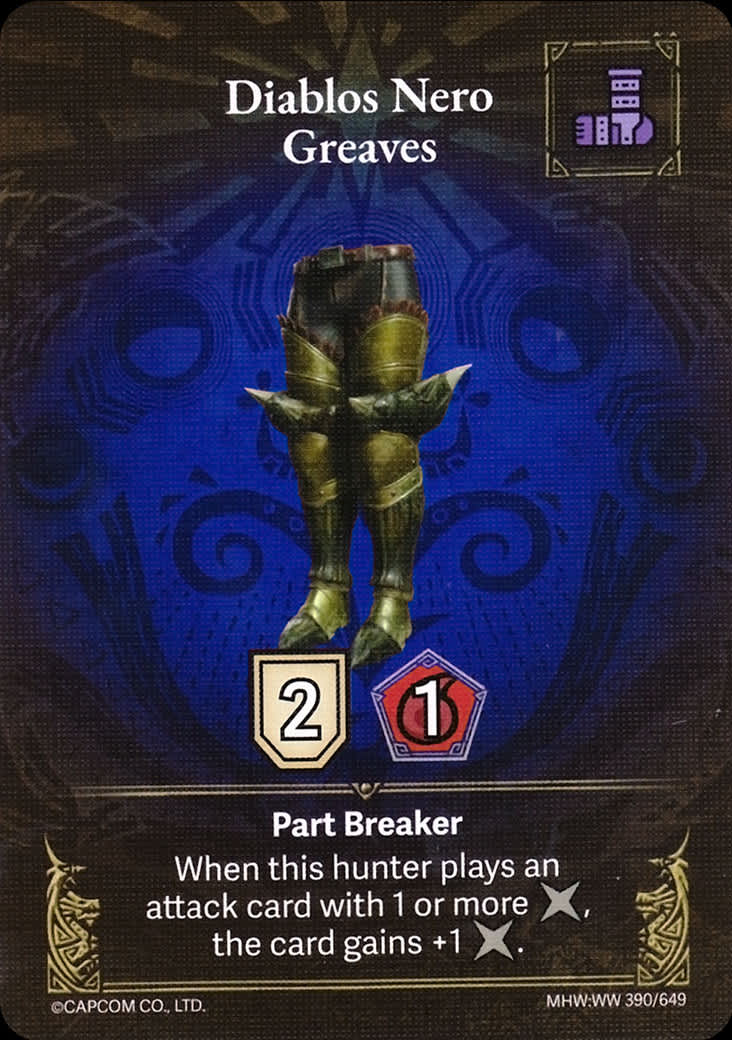 Diablos Nero
Greaves
2
1
Part Breaker
When this hunter plays an
attack card with 1 or more ,
the card gains +1 .
©CAPCOM CO., LTD.
MHW:WW 390/649